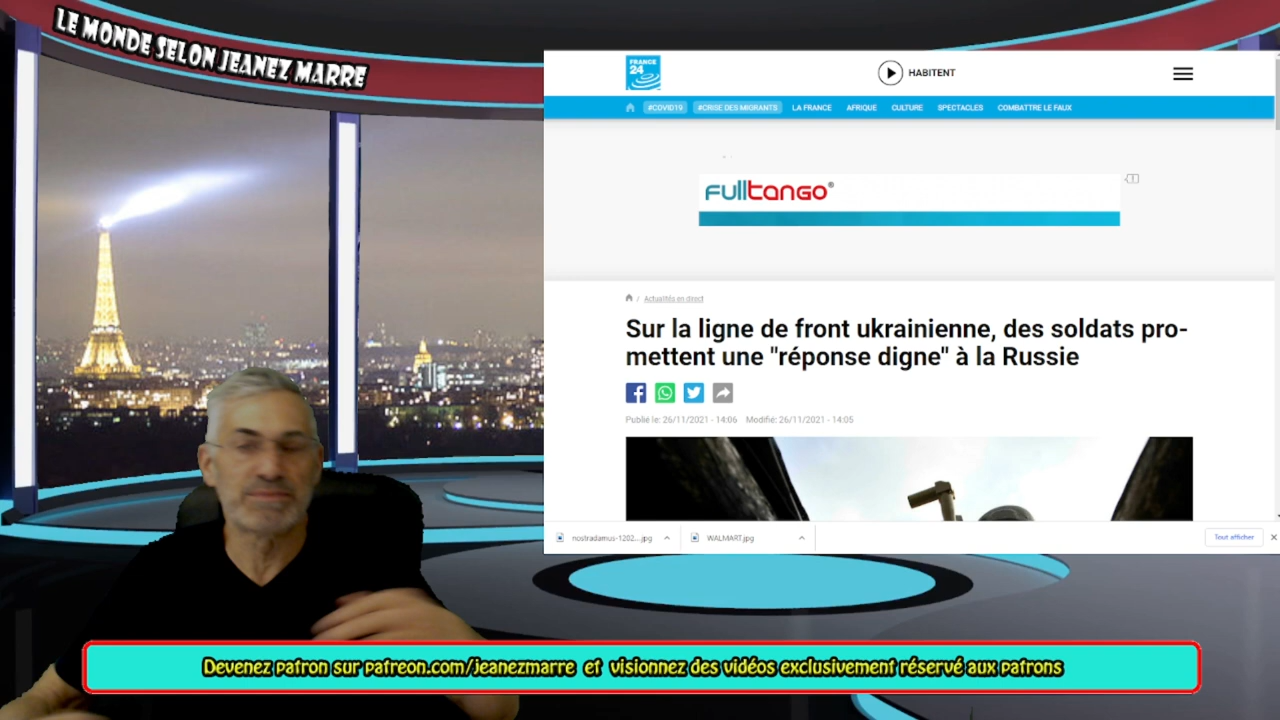 LE MONDE SELON JEANEZ MARRE
FRANCE
24
HABITENT
#COVID19 #CRISE DES MIGRANTS LA FRANCE AFRIQUE CULTURE SPECTACLES COMBATTRE LE FAUX
FULLTANGO®
/ Actualités en direct
Sur la ligne de front ukrainienne, des soldats pro-
mettent une "réponse digne" à la Russie
Publié le: 26/11/2021 - 14:06 Modifié: 26/11/2021 - 14:05
nostradamus-1202....jpg WALMART.jpg Tout afficher
Devenez patron sur patreon.com/jeanezmarre et visionnez des vidéos exclusivement réservé aux patrons